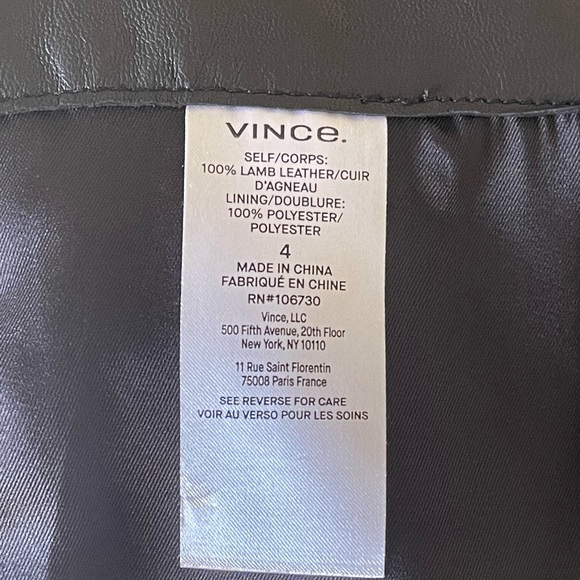 VINCE.
SELF/CORPS:
100% LAMB LEATHER/CUIR
D'AGNEAU
LINING/DOUBLURE:
100% POLYESTER/
POLYESTER
4
MADE IN CHINA
FABRIQUÉ EN CHINE
RN#106730
Vince, LLC
500 Fifth Avenue, 20th Floor
New York, NY 10110
11 Rue Saint Florentin
75008 Paris France
SEE REVERSE FOR CARE
VOIR AU VERSO POUR LES SOINS